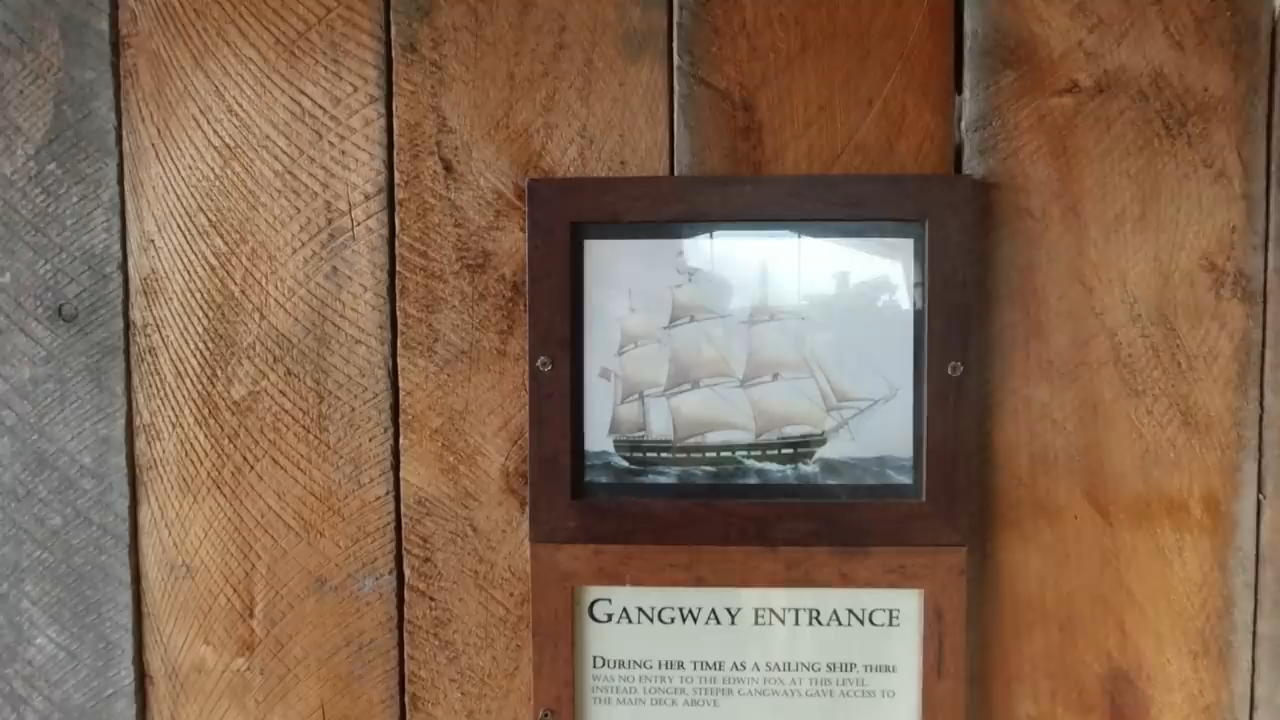 GANGWAY ENTRANCE
DURING HER TIME AS A SAILING SHIP, THERE
WAS NO ENTRY TO THE EDWIN FOX AT THIS LEVEL.
INSTEAD, LONGER, STEEPER GANGWAYS GAVE ACCESS TO
THE MAIN DECK ABOVE.